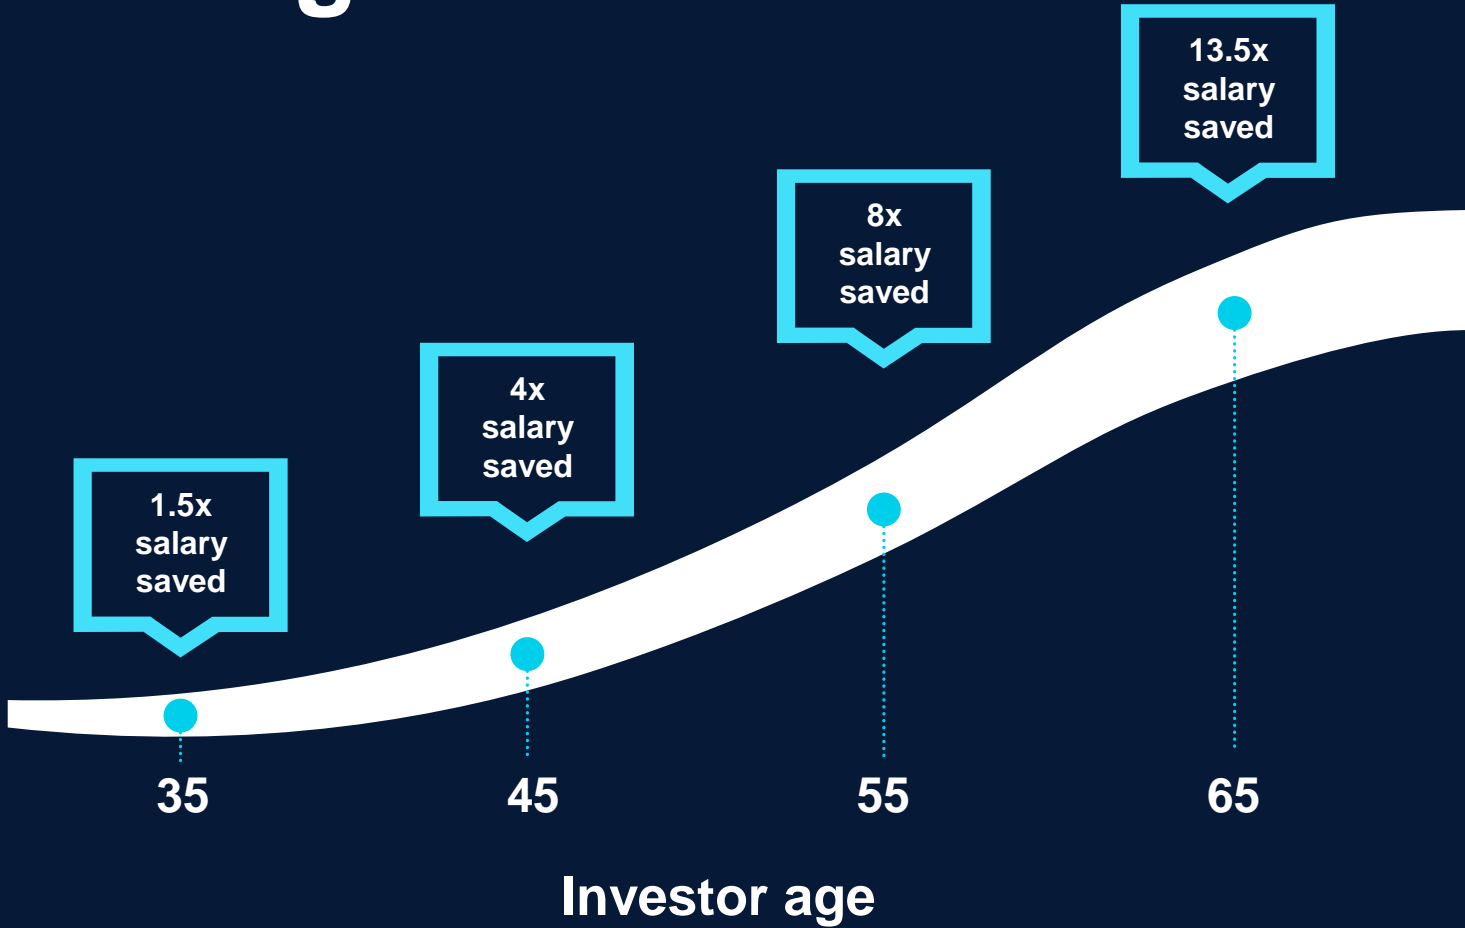 13.5x
salary
saved
8x
salary
saved
4x
salary
saved
1.5x
salary
saved
35 45 55 65
Investor age